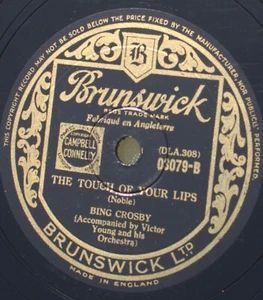 THIS COPYRIGHT RECORD MAY NOT BE SOLD BELOW THE PRICE FIXED BY THE MANUFACTURER, NOR PUBLICLY PERFORMED
B
Brunswick
TRADE MARK
Fabriqué en Angleterre
CAMPBELL
CONNELLY
(DLA.308)
THE TOUCH OF YOUR LIPS
(Noble)
BING CROSBY
(Accompanied by Victor
Young and his
Orchestra)
BRUNSWICK LTD.
MADE IN ENGLAND